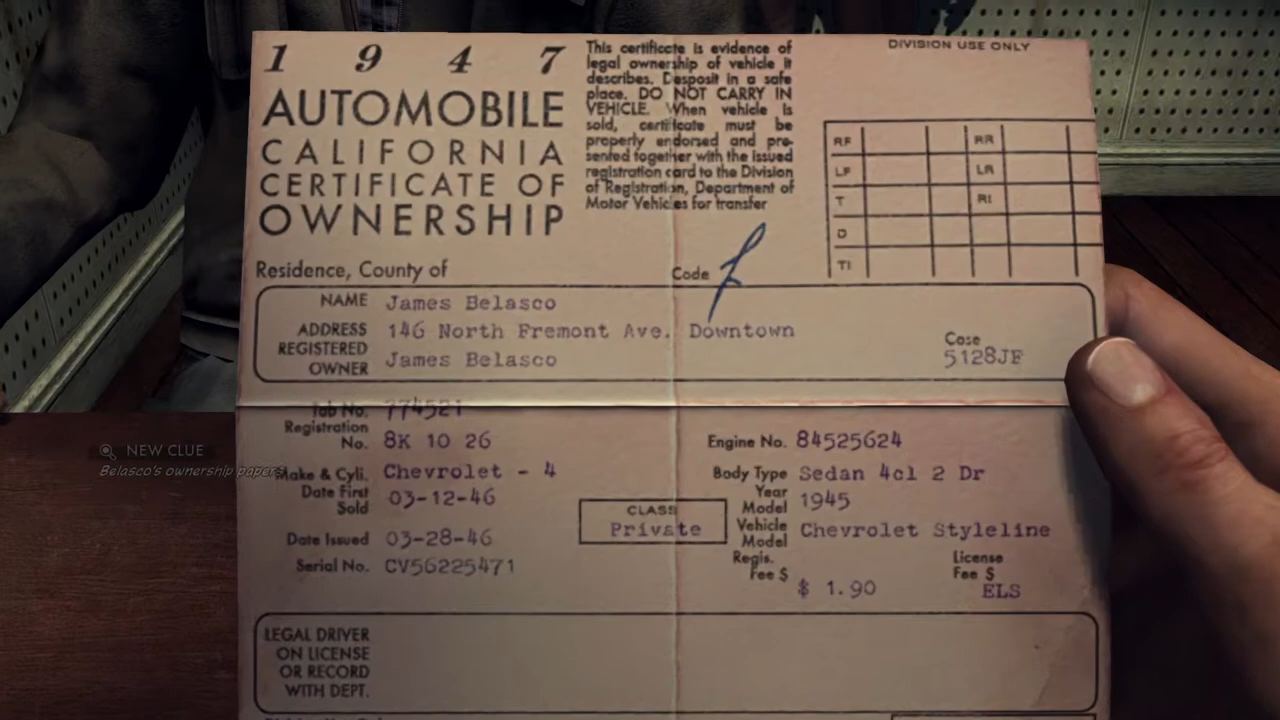 1 9 4 7
AUTOMOBILE
CALIFORNIA
CERTIFICATE OF
OWNERSHIP
This certificate is evidence of
legal ownership of vehicle it
describes. Desposit in a safe
place. DO NOT CARRY IN
VEHICLE. When vehicle is
sold, certificate must be
properly endorsed and pre-
sented together with the issued
registration card to the Division
of Registration, Department of
Motor Vehicles for transfer
DIVISION USE ONLY
RF RR
LF LR
T RI
D
TI
Residence, County of
Code
NAME James Belasco
ADDRESS 146 North Fremont Ave. Downtown
REGISTERED OWNER James Belasco
Case
5128JF
774521
Registration No. 8K 10 26
Engine No. 84525624
Make & Cyli. Chevrolet - 4
Body Type Sedan 4cl 2 Dr
Date First Sold 03-12-46
Year Model 1945
CLASS
Private
Vehicle Model Chevrolet Styleline
Date Issued 03-28-46
Serial No. CV56225471
Regis. Fee $ $ 1.90
License Fee $ ELS
LEGAL DRIVER
ON LICENSE
OR RECORD
WITH DEPT.
NEW CLUE
Belasco's ownership papers